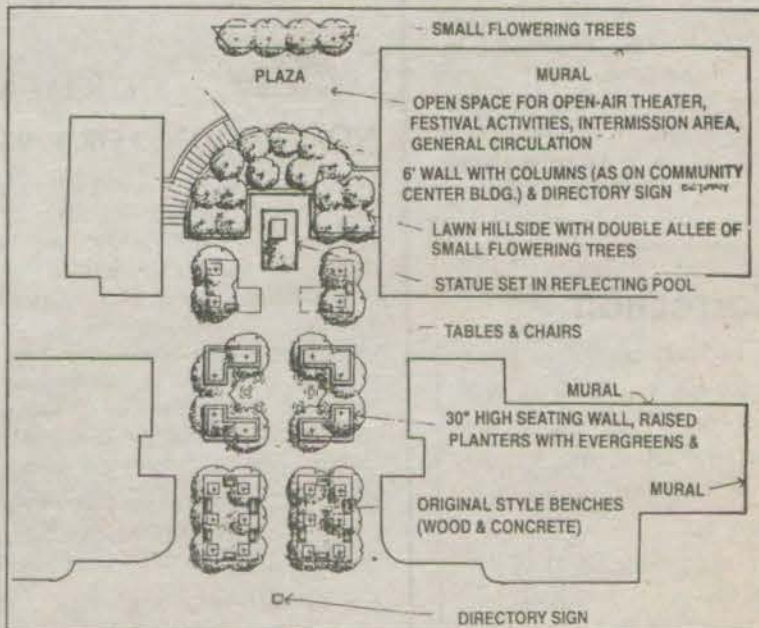 SMALL FLOWERING TREES
PLAZA
MURAL
OPEN SPACE FOR OPEN-AIR THEATER,
FESTIVAL ACTIVITIES, INTERMISSION AREA,
GENERAL CIRCULATION
6' WALL WITH COLUMNS (AS ON COMMUNITY
CENTER BLDG.) & DIRECTORY SIGN
LAWN HILLSIDE WITH DOUBLE ALLEE OF
SMALL FLOWERING TREES
STATUE SET IN REFLECTING POOL
TABLES & CHAIRS
MURAL
30" HIGH SEATING WALL, RAISED
PLANTERS WITH EVERGREENS &
MURAL
ORIGINAL STYLE BENCHES
(WOOD & CONCRETE)
DIRECTORY SIGN